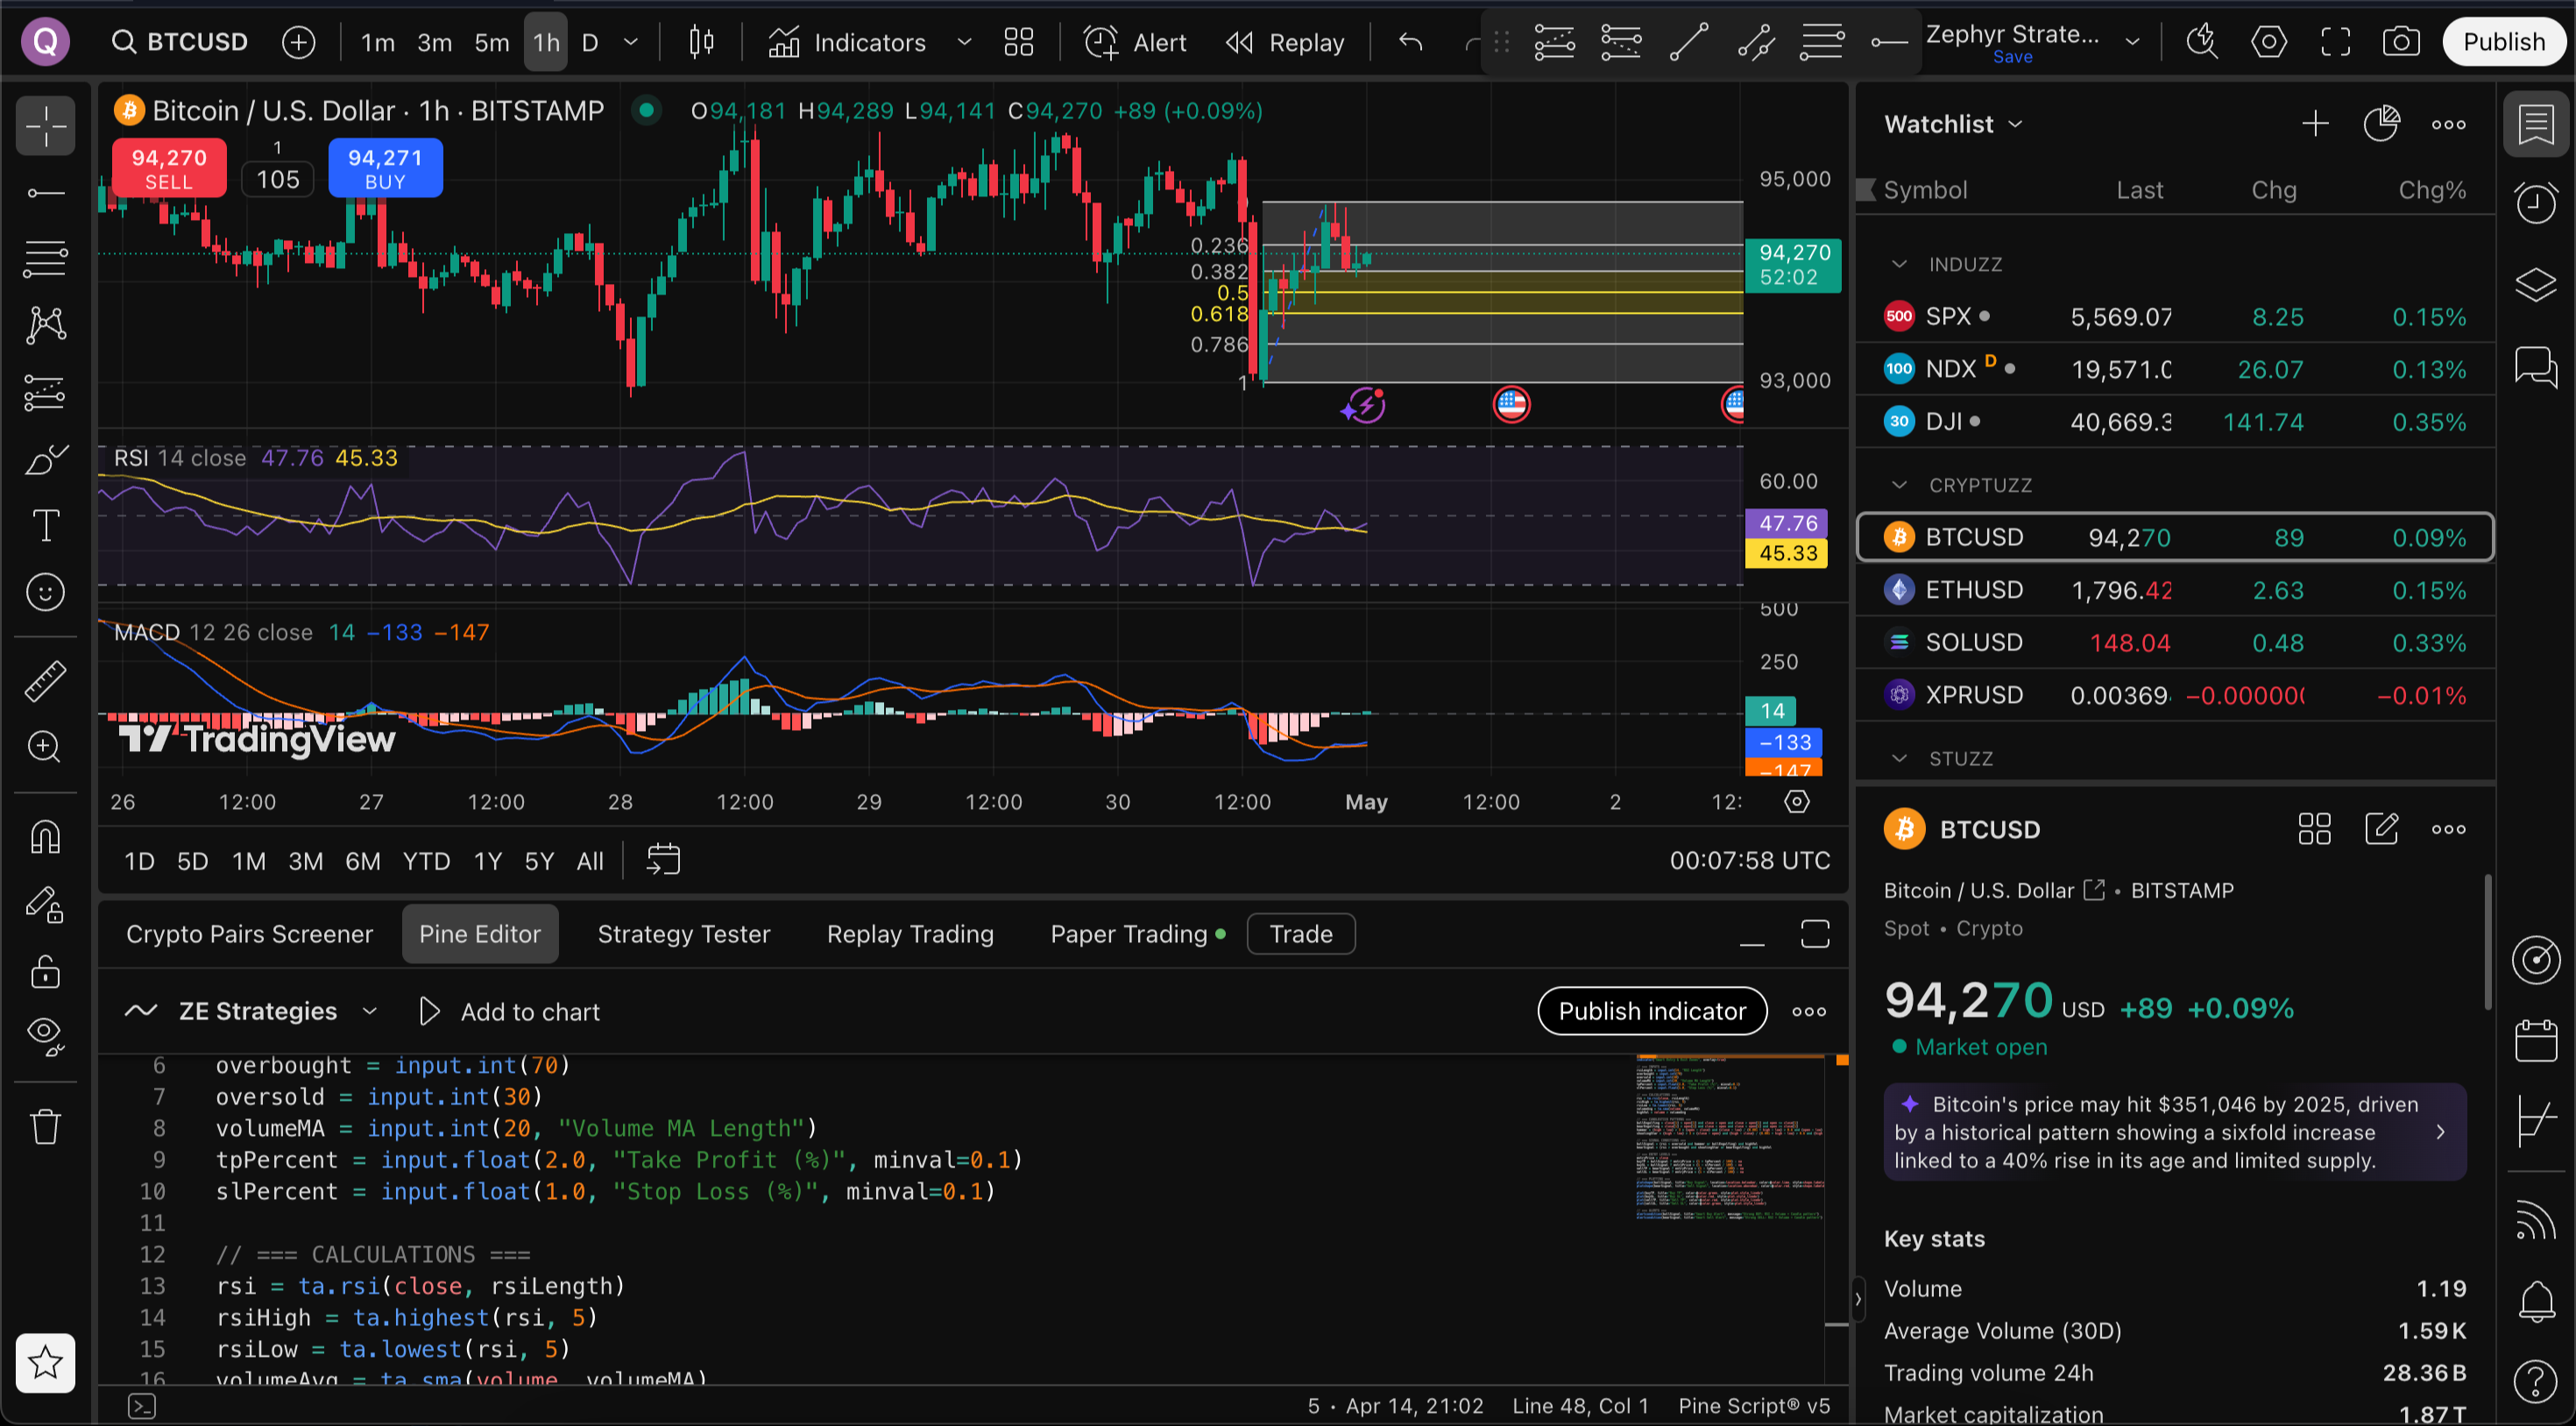 Q BTCUSD 1m 3m 5m 1h D Indicators Alert Replay Zephyr Strate... Publish
Save
Bitcoin / U.S. Dollar · 1h · BITSTAMP O94,181 H94,289 L94,141 C94,270 +89 (+0.09%)
94,270
SELL
1
105
94,271
BUY
95,000
94,270
52:02
93,000
0
0.236
0.382
0.5
0.618
0.786
1
RSI 14 close 47.76 45.33
60.00
47.76
45.33
MACD 12 26 close 14 −133 −147
500
250
14
−133
−147
TradingView
26 12:00 27 12:00 28 12:00 29 12:00 30 12:00 May 12:00 2 12:
1D 5D 1M 3M 6M YTD 1Y 5Y All 00:07:58 UTC
Crypto Pairs Screener Pine Editor Strategy Tester Replay Trading Paper Trading Trade
ZE Strategies Add to chart Publish indicator
6 overbought = input.int(70)
7 oversold = input.int(30)
8 volumeMA = input.int(20, "Volume MA Length")
9 tpPercent = input.float(2.0, "Take Profit (%)", minval=0.1)
10 slPercent = input.float(1.0, "Stop Loss (%)", minval=0.1)
11
12 // === CALCULATIONS ===
13 rsi = ta.rsi(close, rsiLength)
14 rsiHigh = ta.highest(rsi, 5)
15 rsiLow = ta.lowest(rsi, 5)
16 volumeAvg = ta.sma(volume, volumeMA)
5 · Apr 14, 21:02 Line 48, Col 1 Pine Script® v5
Watchlist
Symbol Last Chg Chg%
INDUZZ
500 SPX 5,569.07 8.25 0.15%
100 NDX D 19,571.0 26.07 0.13%
30 DJI 40,669.3 141.74 0.35%
CRYPTUZZ
BTCUSD 94,270 89 0.09%
ETHUSD 1,796.42 2.63 0.15%
SOLUSD 148.04 0.48 0.33%
XPRUSD 0.00369 −0.00000 −0.01%
STUZZ
BTCUSD
Bitcoin / U.S. Dollar • BITSTAMP
Spot • Crypto
94,270 USD +89 +0.09%
Market open
Bitcoin's price may hit $351,046 by 2025, driven
by a historical pattern showing a sixfold increase
linked to a 40% rise in its age and limited supply.
Key stats
Volume 1.19
Average Volume (30D) 1.59K
Trading volume 24h 28.36B
Market capitalization 1.87T